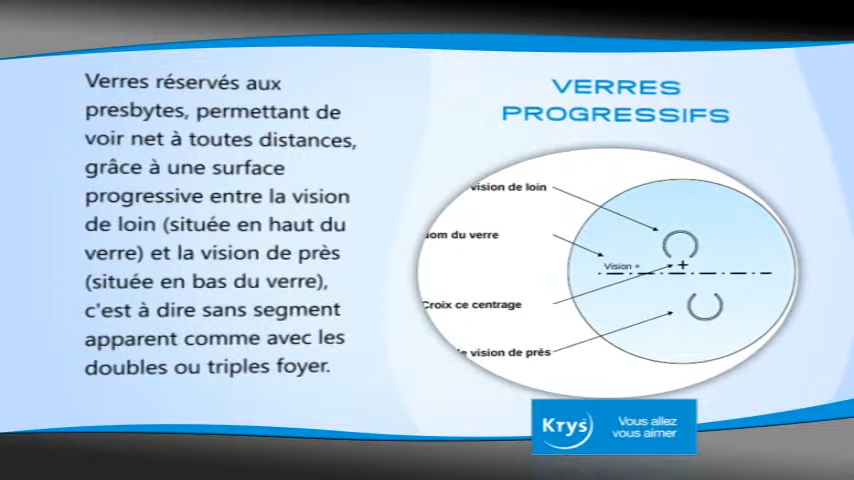 Verres réservés aux
presbytes, permettant de
voir net à toutes distances,
grâce à une surface
progressive entre la vision
de loin (située en haut du
verre) et la vision de près
(située en bas du verre),
c'est à dire sans segment
apparent comme avec les
doubles ou triples foyer.
VERRES
PROGRESSIFS
vision de loin
om du verre
Vision +
Croix ce centrage
vision de près
Krys
Vous allez
vous aimer